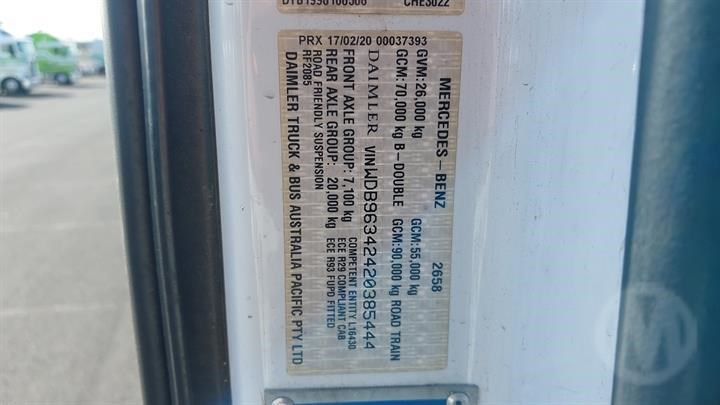 DTB1990100506
CHES022
PRX 17/02/20 00037393
MERCEDES-BENZ 2658
GVM:26,000 kg GCM:55,000 kg
GCM:70,000 kg B-DOUBLE GCM:90,000 kg ROAD TRAIN
DAIMLER VINWDB96342420385444
FRONT AXLE GROUP: 7,100 kg COMPETENT ENTITY L16430
REAR AXLE GROUP: 20,000 kg ECE R29 COMPLIANT CAB
ROAD FRIENDLY SUSPENSION ECE R93 FUPD FITTED
RF2085
DAIMLER TRUCK & BUS AUSTRALIA PACIFIC PTY LTD
M